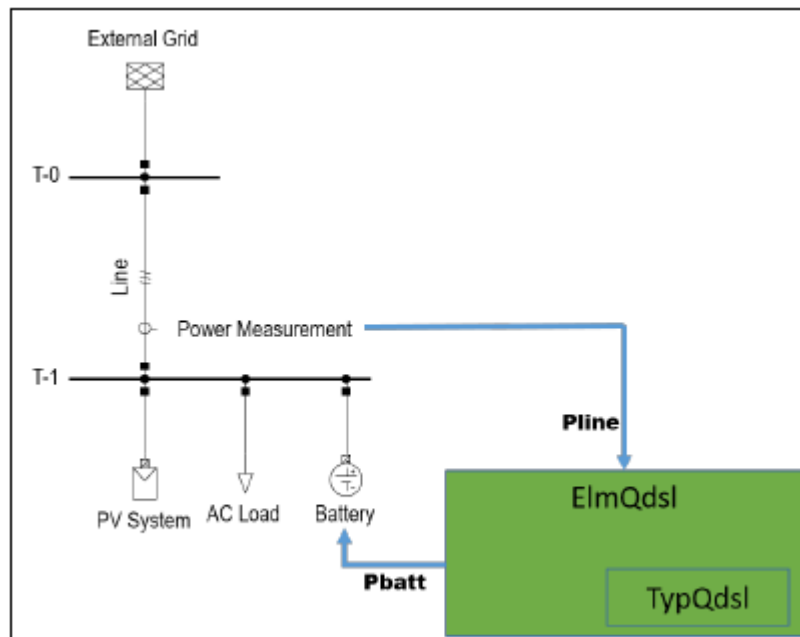 External Grid
T-0
Line
Power Measurement
T-1
Pline
ElmQdsl
PV System
AC Load
Battery
Pbatt
TypQdsl